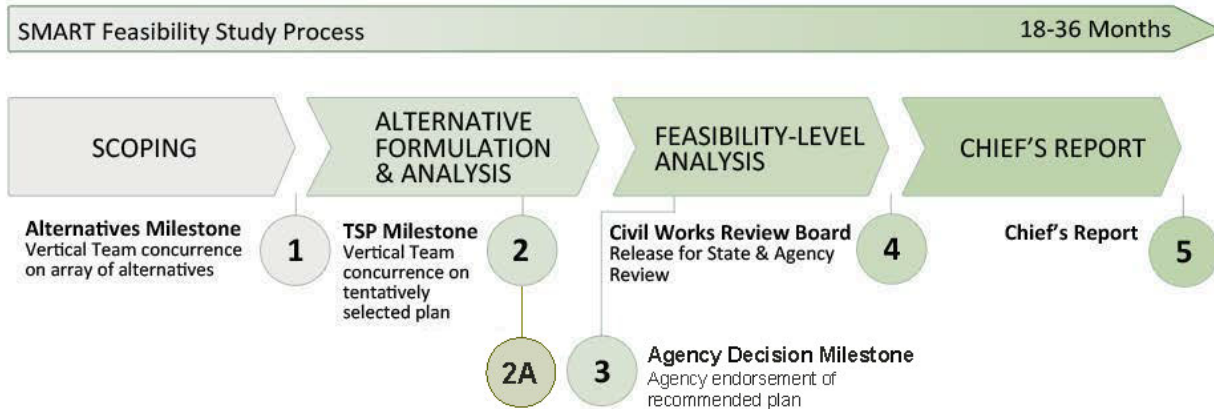 SMART Feasibility Study Process
18-36 Months
SCOPING
ALTERNATIVE
FORMULATION
& ANALYSIS
FEASIBILITY-LEVEL
ANALYSIS
CHIEF'S REPORT
Alternatives Milestone
Vertical Team concurrence
on array of alternatives
1
TSP Milestone
Vertical Team
concurrence on
tentatively
selected plan
2
2A
3
Agency Decision Milestone
Agency endorsement of
recommended plan
Civil Works Review Board
Release for State & Agency
Review
4
Chief's Report
5